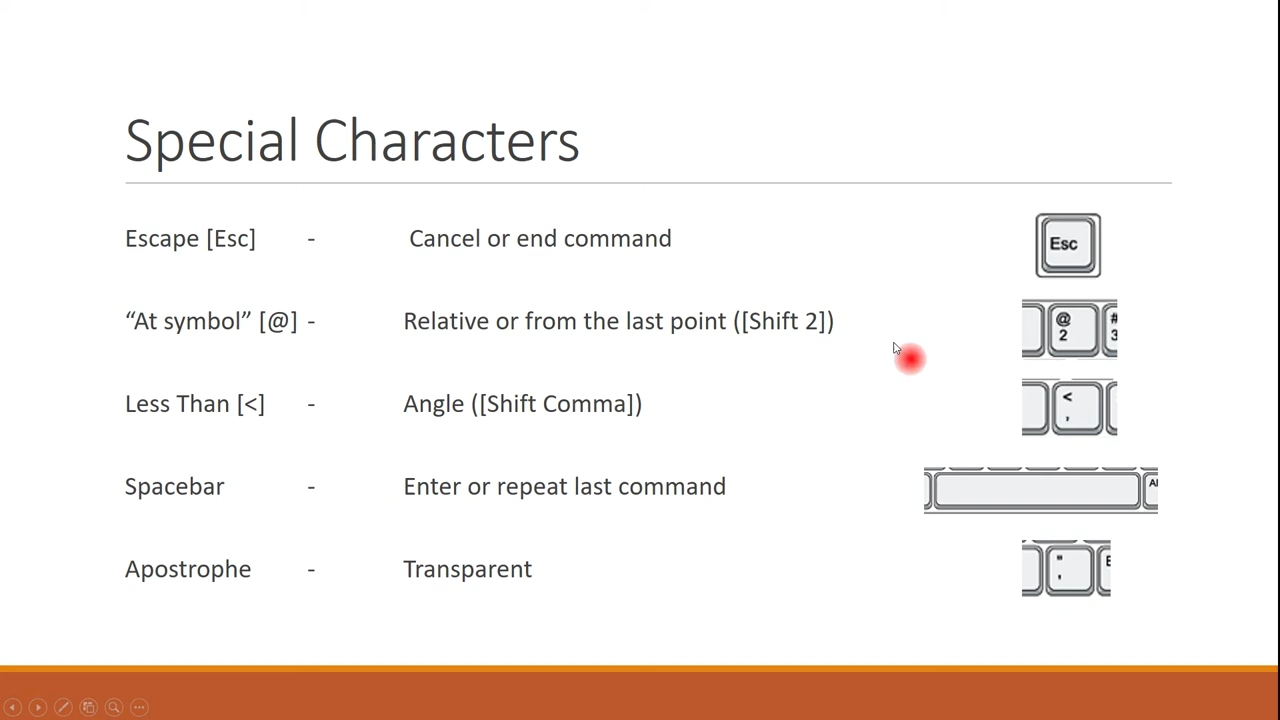 Special Characters
Escape [Esc] - Cancel or end command
Esc
“At symbol” [@] - Relative or from the last point ([Shift 2])
@ #
2 3
Less Than [<] - Angle ([Shift Comma])
<
,
Spacebar - Enter or repeat last command
Apostrophe - Transparent
"
'